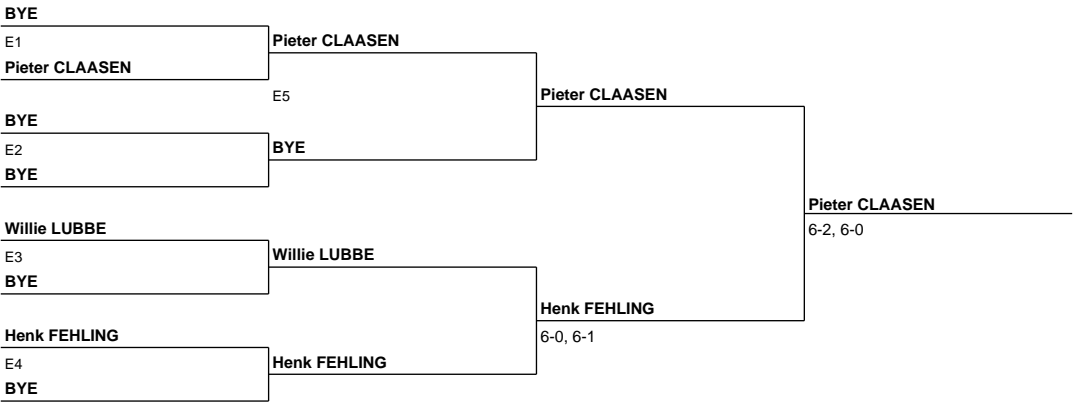 BYE
E1
Pieter CLAASEN
Pieter CLAASEN
E5
BYE
E2
BYE
BYE
Pieter CLAASEN
Willie LUBBE
E3
BYE
Willie LUBBE
Henk FEHLING
E4
BYE
Henk FEHLING
Henk FEHLING
6-0, 6-1
Pieter CLAASEN
6-2, 6-0